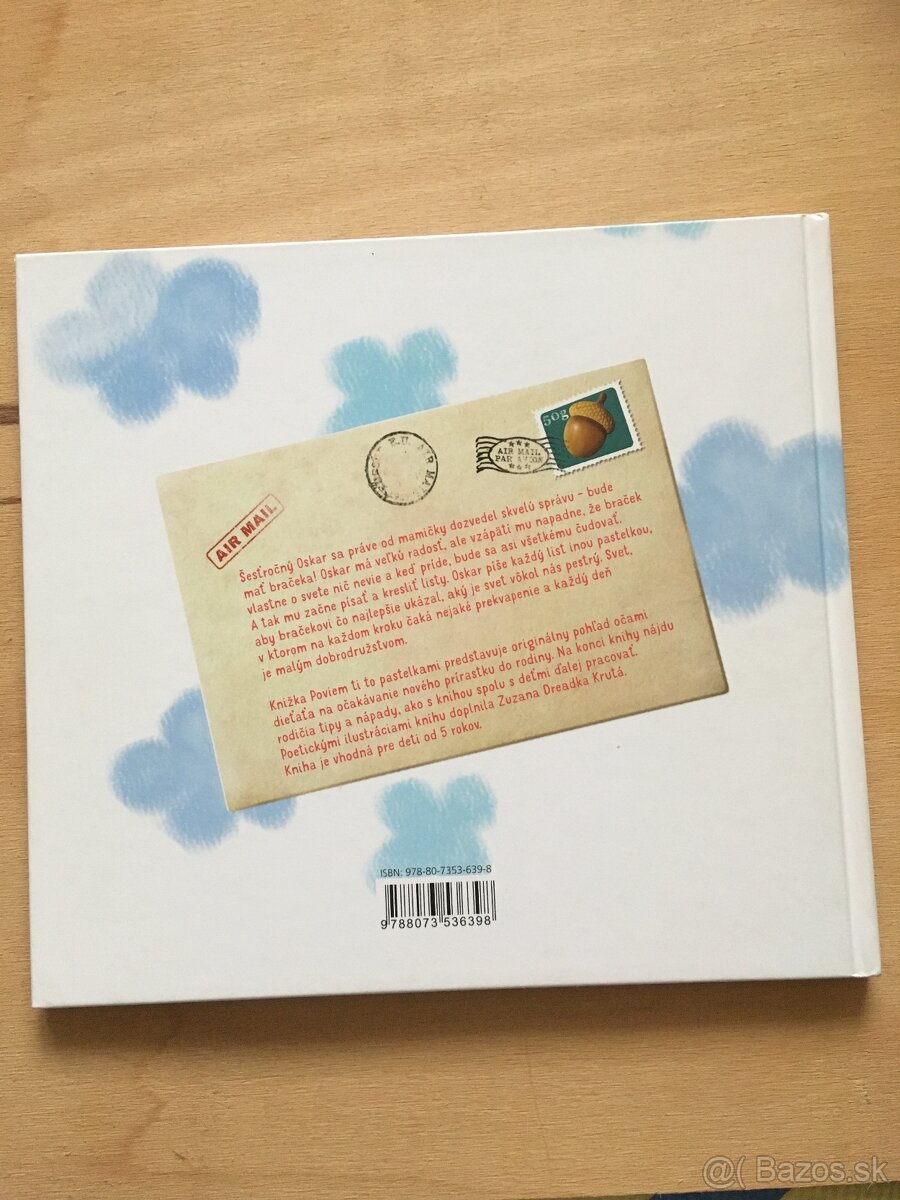 50g
AIR MAIL
PAR AVION
AIR MAIL
Šesťročný Oskar sa práve od mamičky dozvedel skvelú správu – bude
mať bračeka! Oskar má veľkú radosť, ale vzápätí mu napadne, že braček
vlastne o svete nič nevie a keď príde, bude sa asi všetkému čudovať.
A tak mu začne písať a kresliť listy. Oskar píše každý list inou pastelkou,
aby bračekovi čo najlepšie ukázal, aký je svet vôkol nás pestrý. Svet,
v ktorom na každom kroku čaká nejaké prekvapenie a každý deň
je malým dobrodružstvom.
Knižka Poviem ti to pastelkami predstavuje originálny pohľad očami
dieťaťa na očakávanie nového prírastku do rodiny. Na konci knihy nájdu
rodičia tipy a nápady, ako s knihou spolu s deťmi ďalej pracovať.
Poetickými ilustráciami knihu doplnila Zuzana Dreadka Krutá.
Kniha je vhodná pre deti od 5 rokov.
ISBN: 978-80-7353-639-8
9 788073 536398
@( Bazos.sk